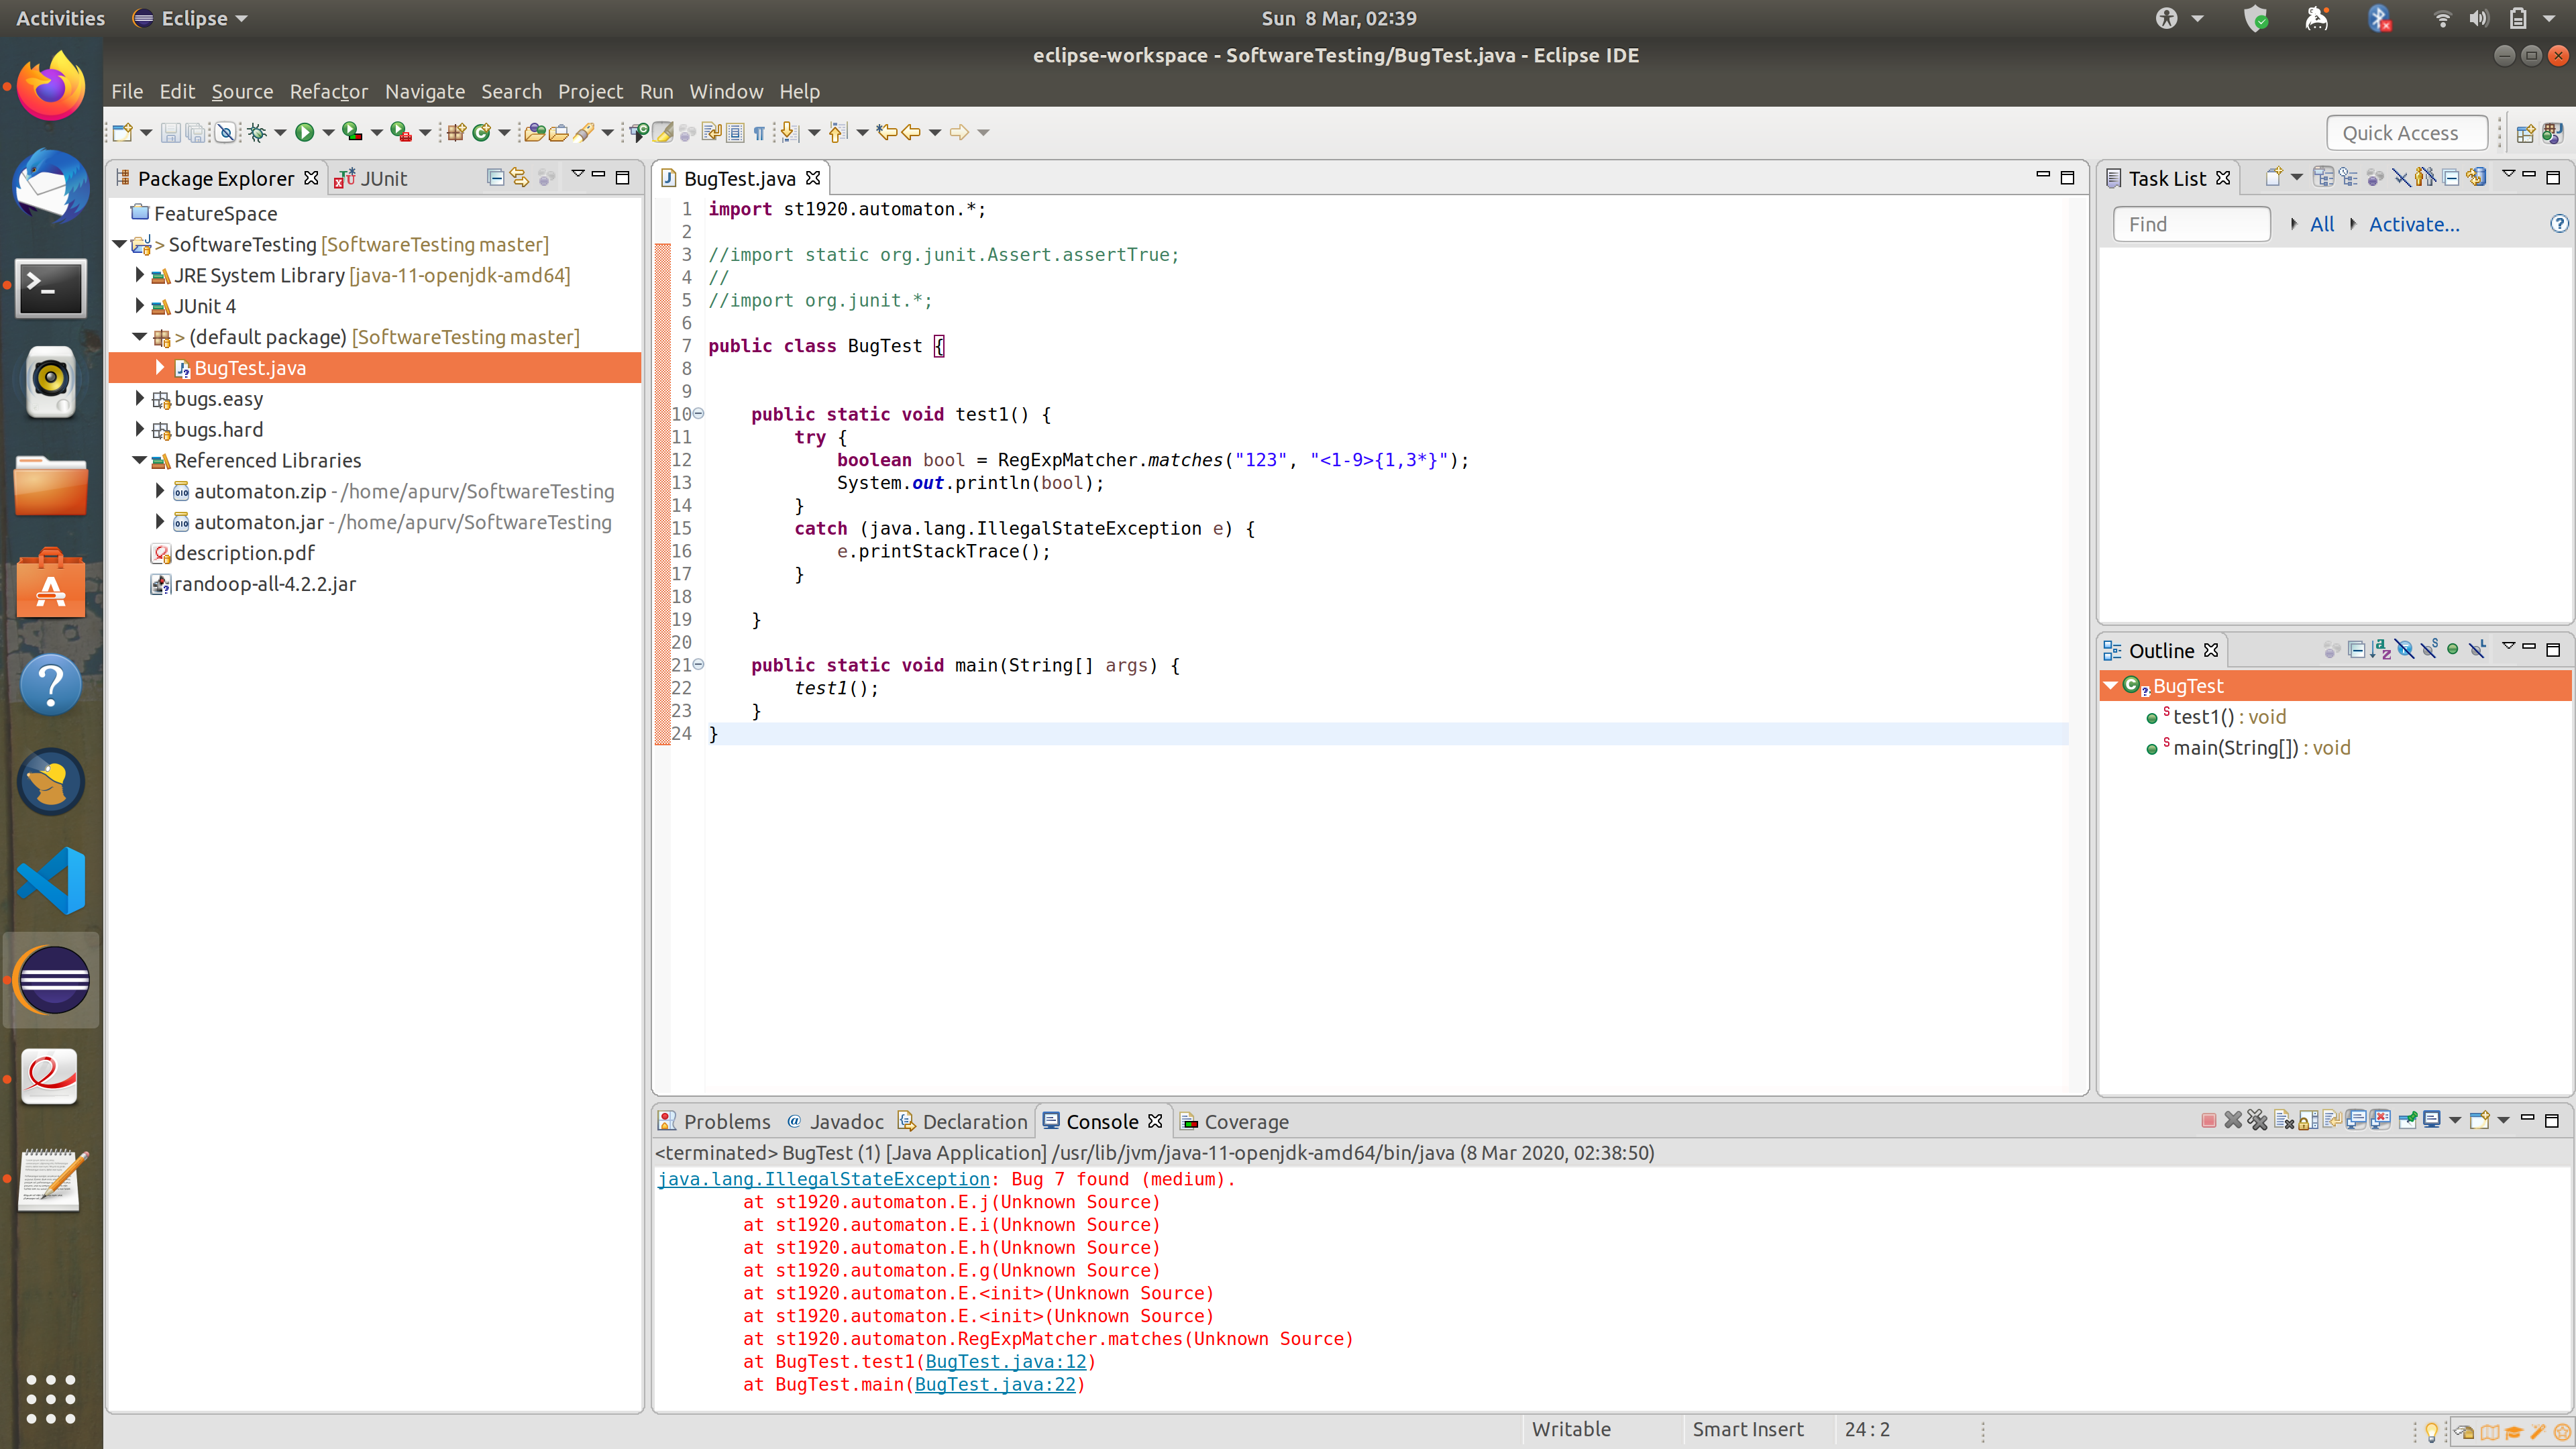 Activities Eclipse Sun 8 Mar, 02:39
eclipse-workspace - SoftwareTesting/BugTest.java - Eclipse IDE
File Edit Source Refactor Navigate Search Project Run Window Help
Quick Access
Package Explorer JUnit
FeatureSpace
> SoftwareTesting [SoftwareTesting master]
JRE System Library [java-11-openjdk-amd64]
JUnit 4
> (default package) [SoftwareTesting master]
BugTest.java
bugs.easy
bugs.hard
Referenced Libraries
automaton.zip - /home/apurv/SoftwareTesting
automaton.jar - /home/apurv/SoftwareTesting
description.pdf
randoop-all-4.2.2.jar
BugTest.java
1 import st1920.automaton.*;
2
3 //import static org.junit.Assert.assertTrue;
4 //
5 //import org.junit.*;
6
7 public class BugTest {
8
9
10 public static void test1() {
11 try {
12 boolean bool = RegExpMatcher.matches("123", "<1-9>{1,3*}");
13 System.out.println(bool);
14 }
15 catch (java.lang.IllegalStateException e) {
16 e.printStackTrace();
17 }
18
19 }
20
21 public static void main(String[] args) {
22 test1();
23 }
24 }
Task List
Find All Activate...
Outline
BugTest
test1() : void
main(String[]) : void
Problems Javadoc Declaration Console Coverage
<terminated> BugTest (1) [Java Application] /usr/lib/jvm/java-11-openjdk-amd64/bin/java (8 Mar 2020, 02:38:50)
java.lang.IllegalStateException: Bug 7 found (medium).
at st1920.automaton.E.j(Unknown Source)
at st1920.automaton.E.i(Unknown Source)
at st1920.automaton.E.h(Unknown Source)
at st1920.automaton.E.g(Unknown Source)
at st1920.automaton.E.<init>(Unknown Source)
at st1920.automaton.E.<init>(Unknown Source)
at st1920.automaton.RegExpMatcher.matches(Unknown Source)
at BugTest.test1(BugTest.java:12)
at BugTest.main(BugTest.java:22)
Writable Smart Insert 24 : 2